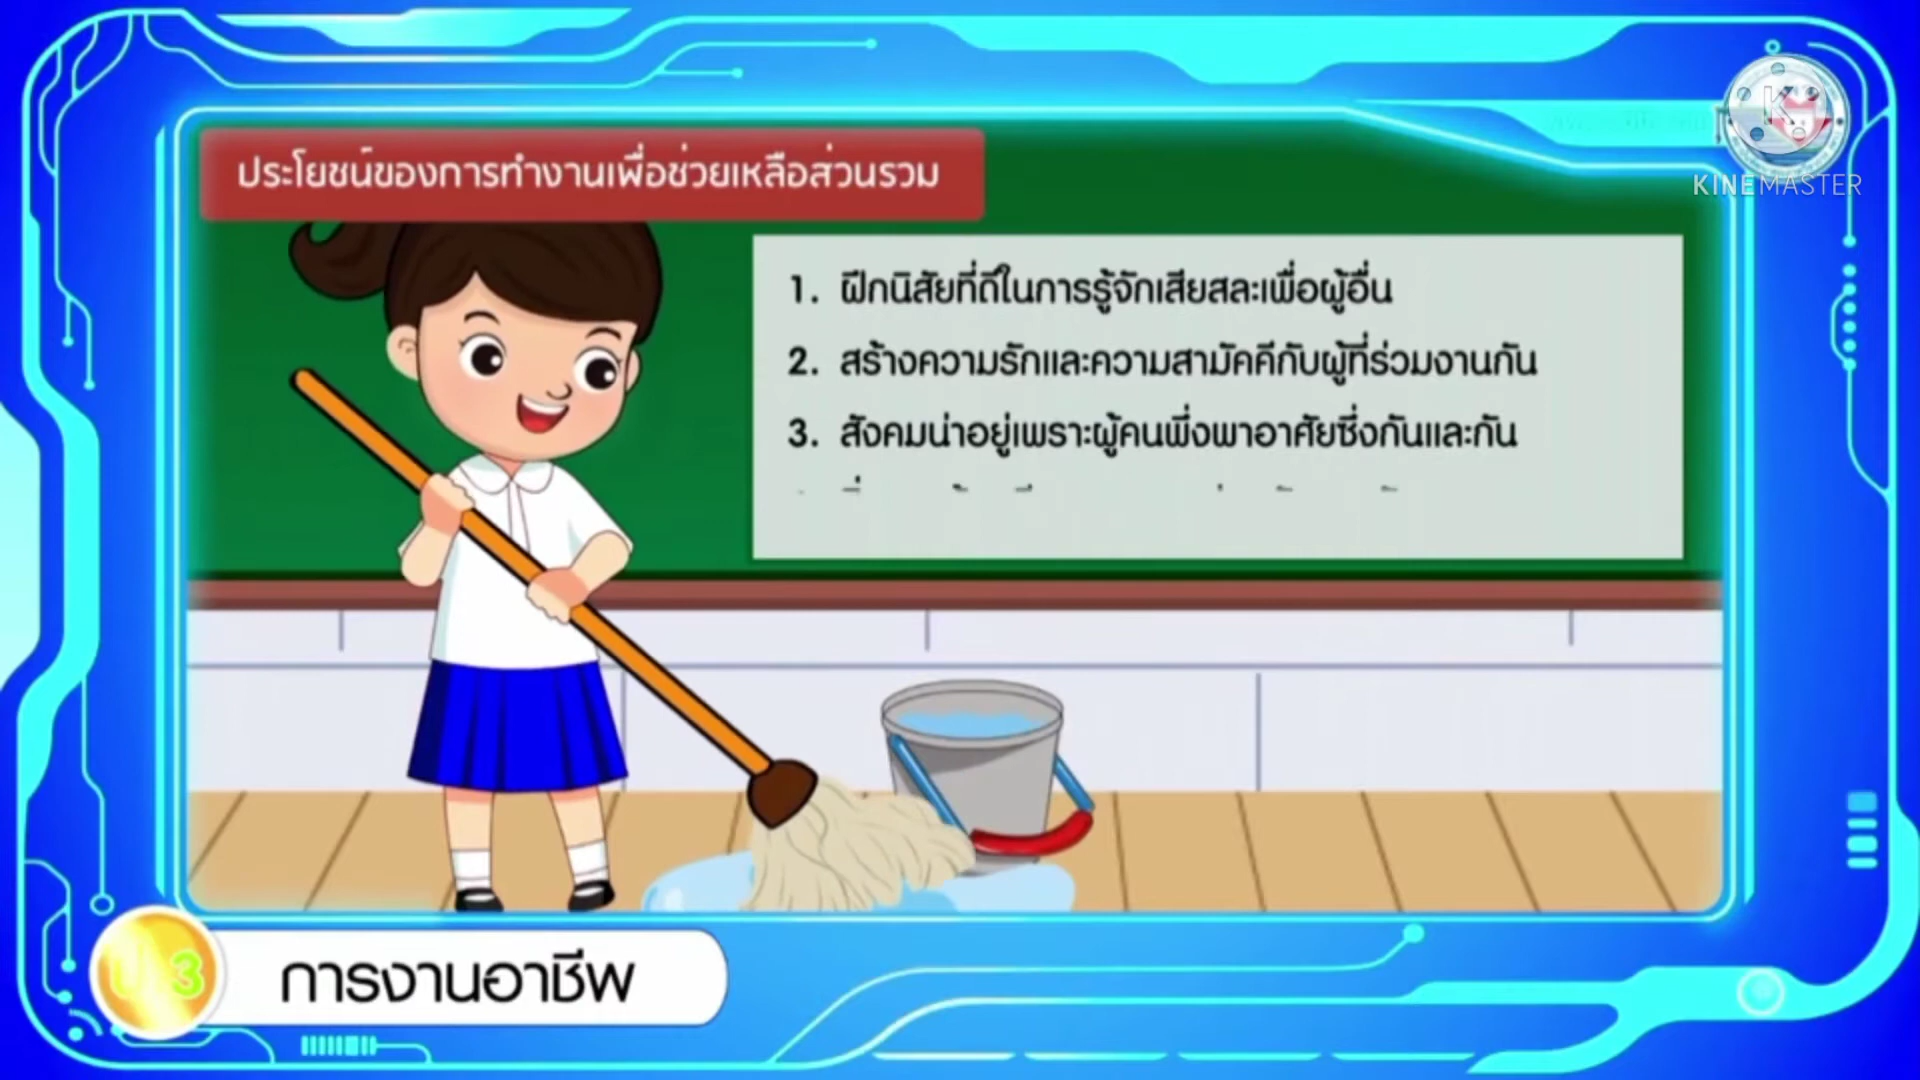 KINEMASTER
ประโยชน์ของการทำงานเพื่อช่วยเหลือส่วนรวม
1. ฝึกนิสัยที่ดีในการรู้จักเสียสละเพื่อผู้อื่น
2. สร้างความรักและความสามัคคีกับผู้ที่ร่วมงานกัน
3. สังคมน่าอยู่เพราะผู้คนพึ่งพาอาศัยซึ่งกันและกัน
ป 3
การงานอาชีพ